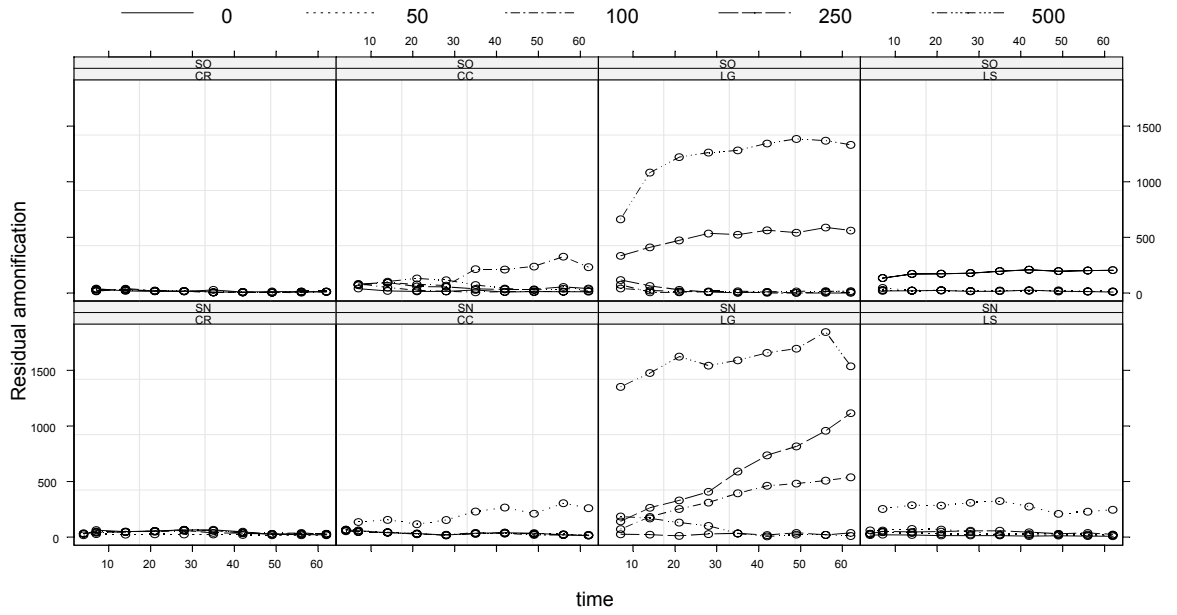 0 50 100 250 500
10 20 30 40 50 60 10 20 30 40 50 60
SO SO SO SO
CR CC LG LS
1500
1000
500
0
SN SN SN SN
CR CC LG LS
1500
1000
500
0
10 20 30 40 50 60 10 20 30 40 50 60
Residual amonification
time